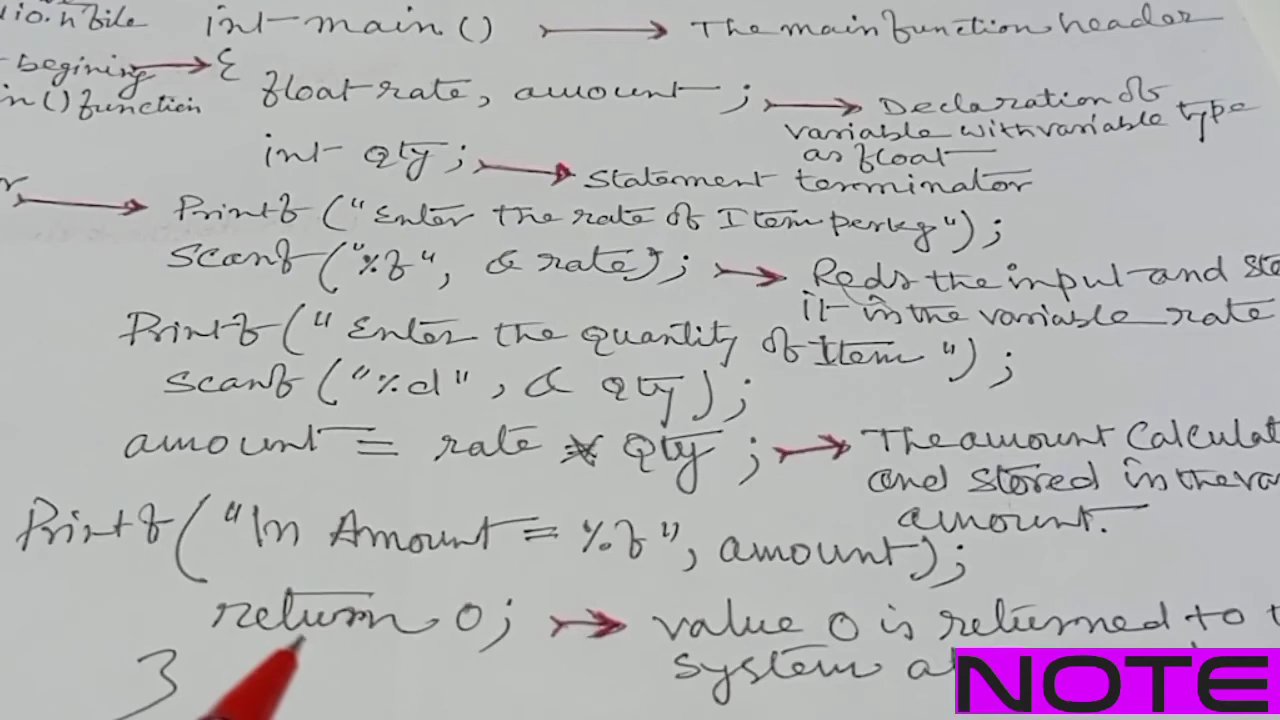 io.h file int main () The main function header
begining {
float rate, amount ; Declaration of
in() function variable with variable type
int Qty ; as float
Statement terminator
Printf ("Enter the rate of Item per kg") ;
Scanf ("%f", & rate) ; Reds the input and sto
it in the variable rate
Printf (" Enter the quantity of Item ") ;
Scanf ("%d" , & Qty) ;
amount = rate * Qty ; The amount Calculat
and stored in the va
amount.
Printf ("\n Amount = %f", amount) ;
return 0 ; value 0 is returned to t
system a
}
NOTE